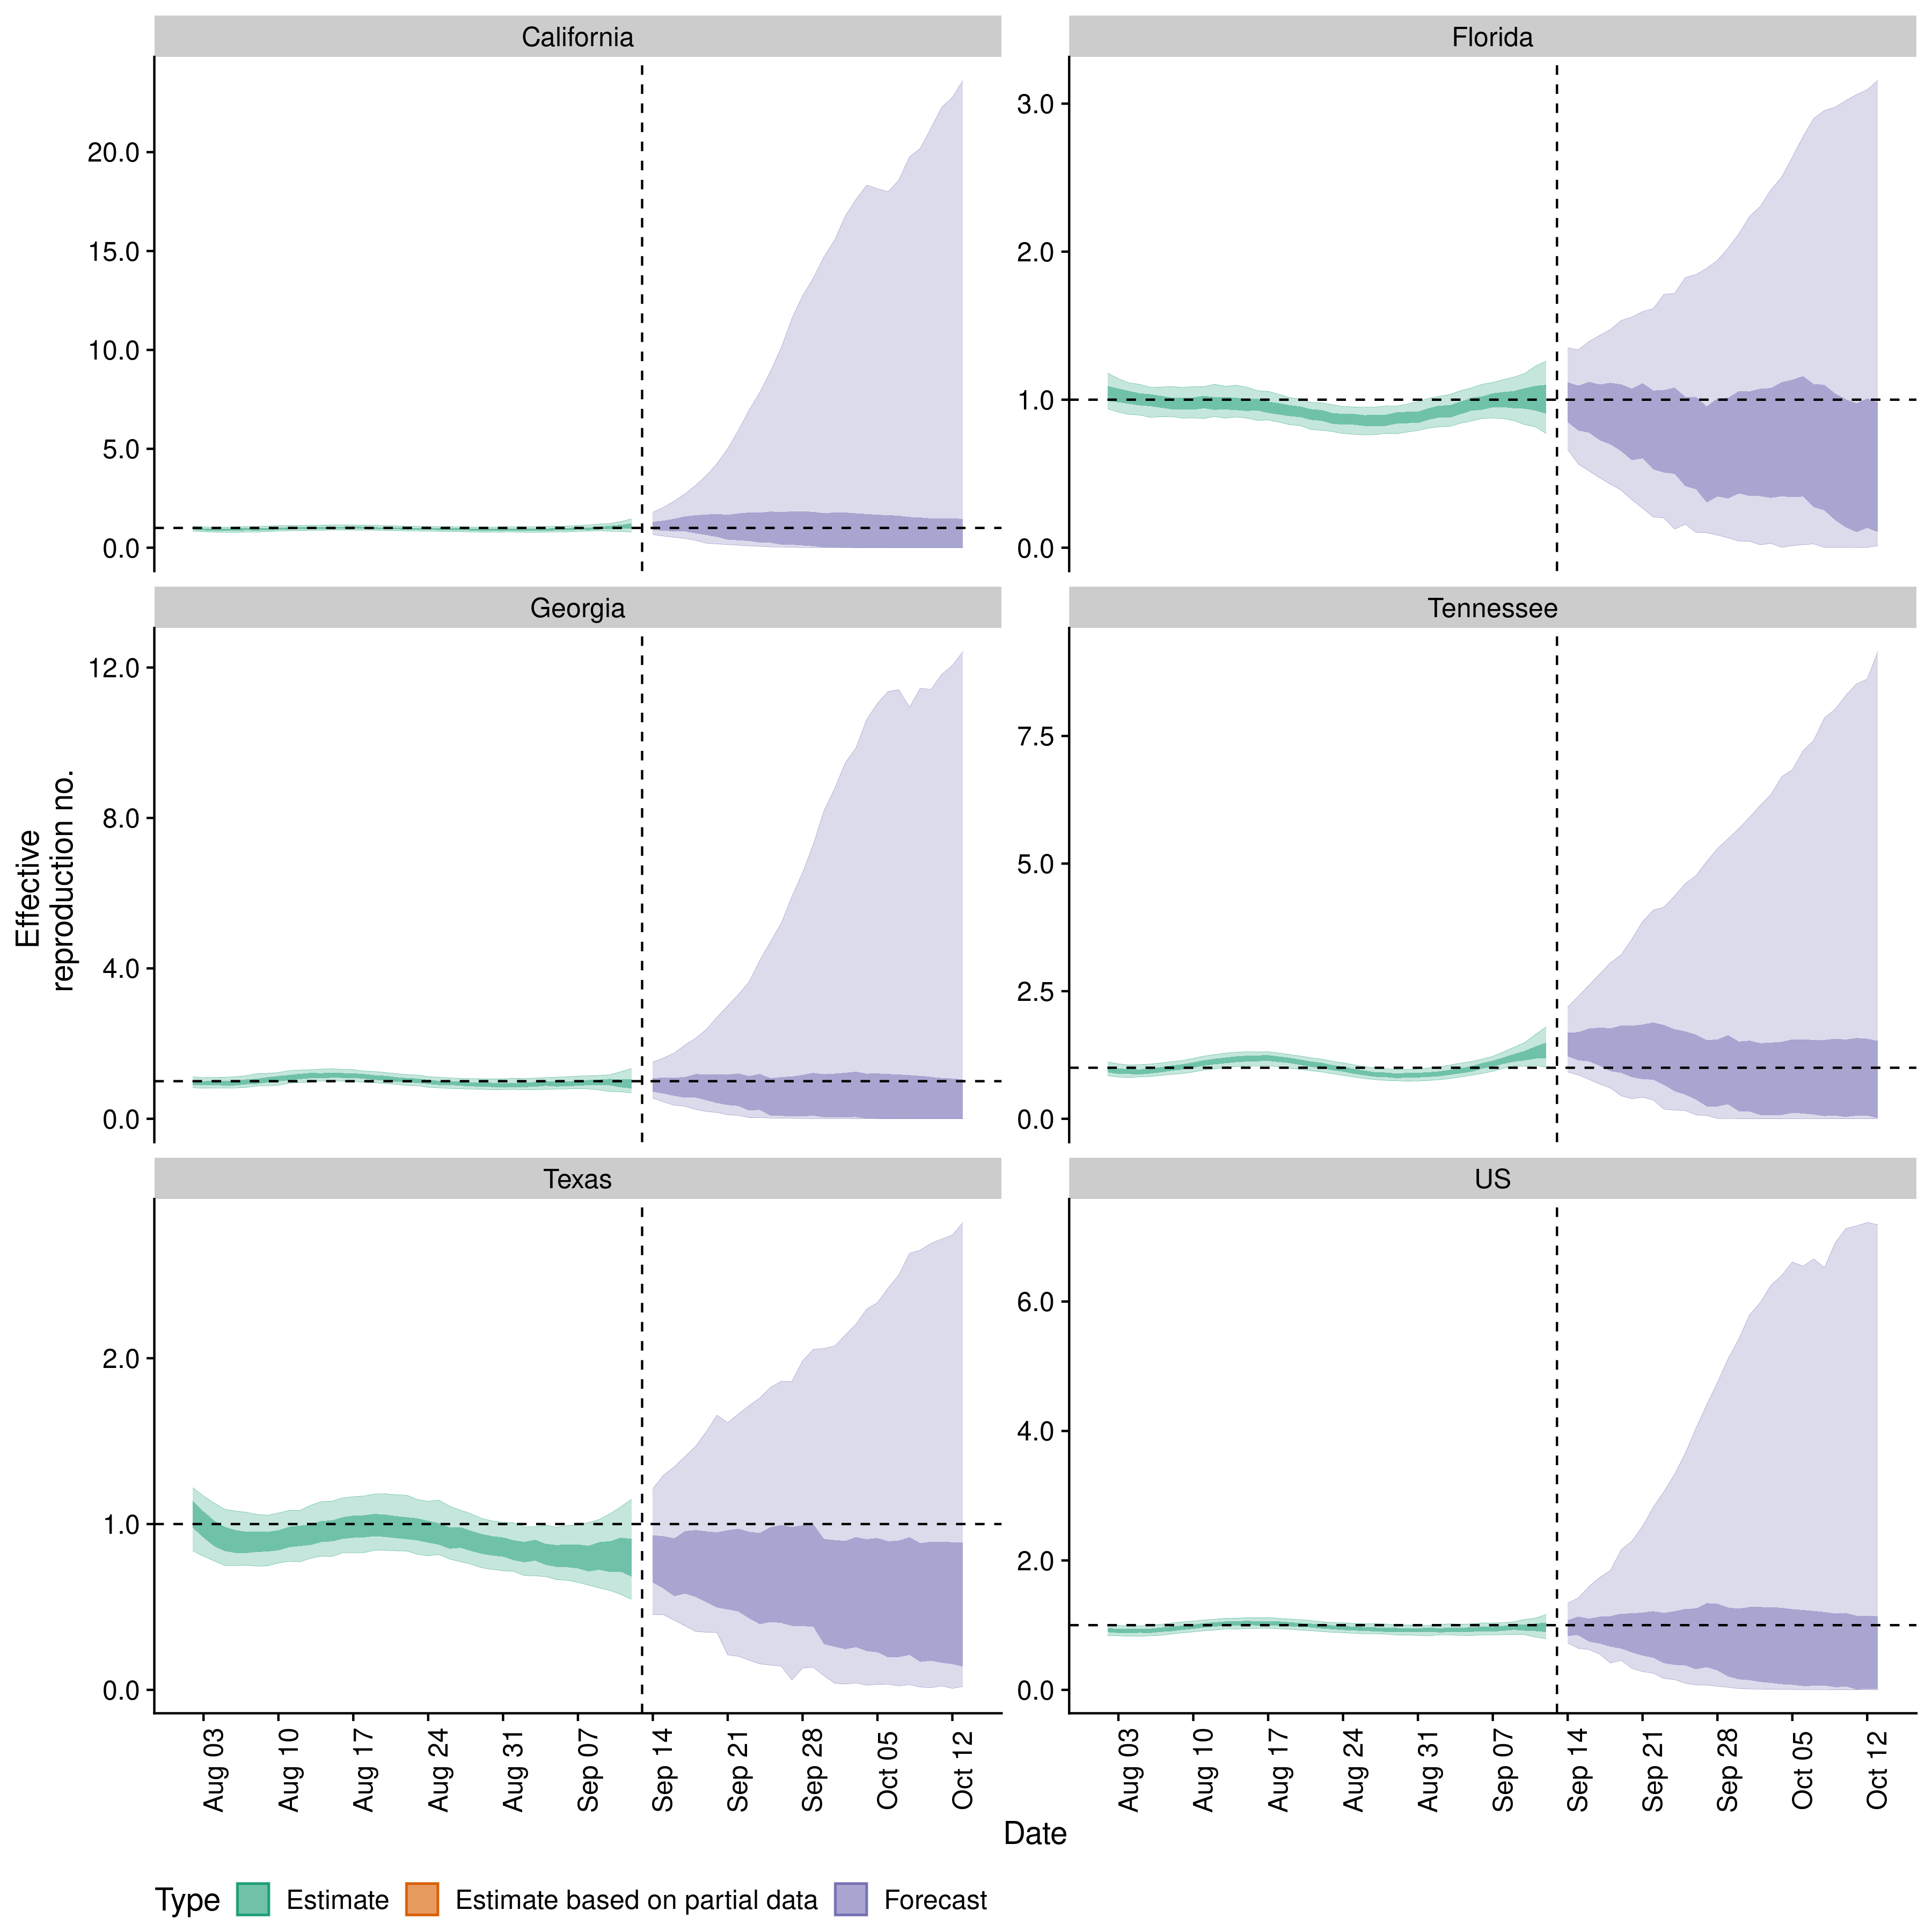 California
Florida
20.0
15.0
10.0
5.0
0.0
3.0
2.0
1.0
0.0
Georgia
Tennessee
12.0
8.0
4.0
0.0
7.5
5.0
2.5
0.0
Texas
US
2.0
1.0
0.0
6.0
4.0
2.0
0.0
Effective
reproduction no.
Aug 03
Aug 10
Aug 17
Aug 24
Aug 31
Sep 07
Sep 14
Sep 21
Sep 28
Oct 05
Oct 12
Aug 03
Aug 10
Aug 17
Aug 24
Aug 31
Sep 07
Sep 14
Sep 21
Sep 28
Oct 05
Oct 12
Date
Type Estimate Estimate based on partial data Forecast